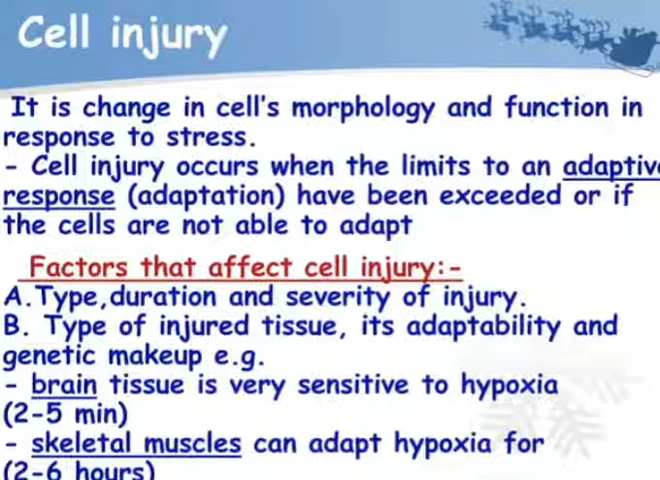 Cell injury
It is change in cell's morphology and function in
response to stress.
- Cell injury occurs when the limits to an adaptive
response (adaptation) have been exceeded or if
the cells are not able to adapt
Factors that affect cell injury:-
A.Type,duration and severity of injury.
B. Type of injured tissue, its adaptability and
genetic makeup e.g.
- brain tissue is very sensitive to hypoxia
(2-5 min)
- skeletal muscles can adapt hypoxia for
(2-6 hours)